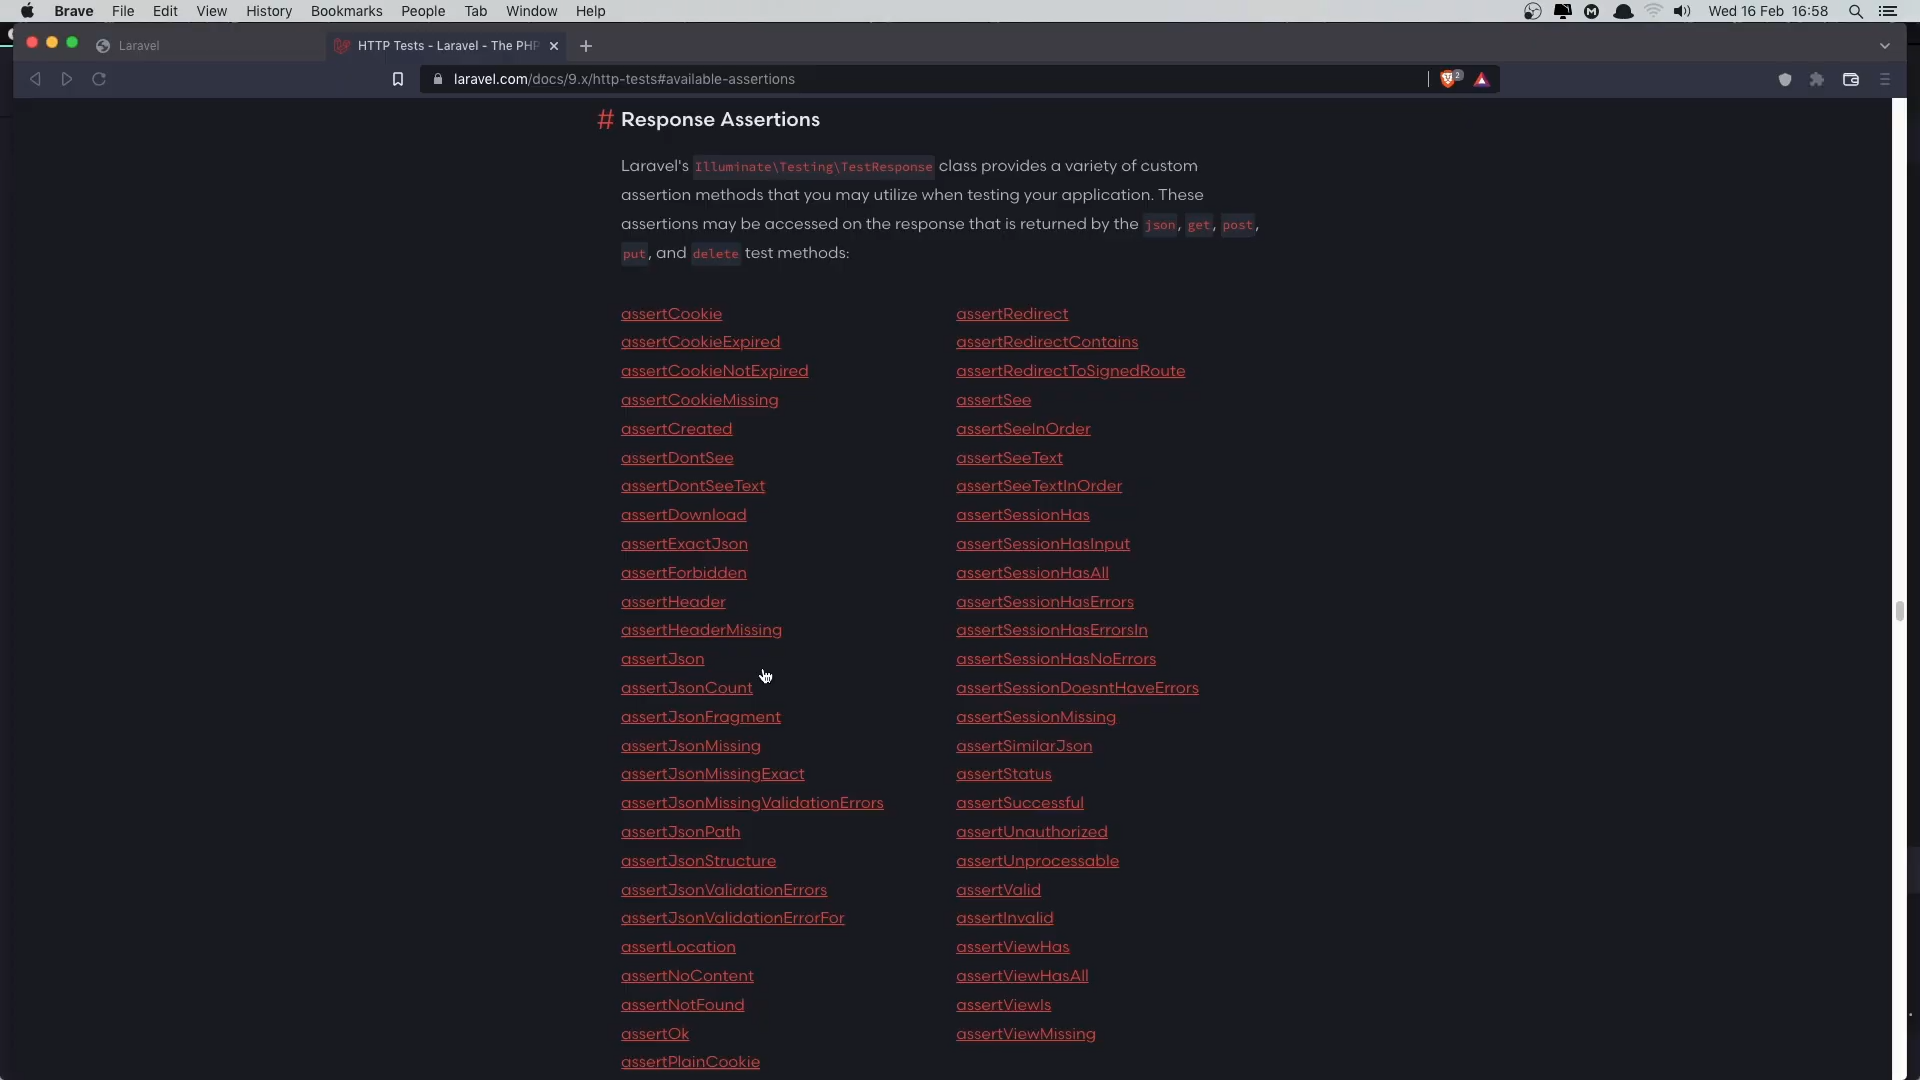 Brave File Edit View History Bookmarks People Tab Window Help Wed 16 Feb 16:58
Laravel HTTP Tests - Laravel - The PHP
laravel.com/docs/9.x/http-tests#available-assertions 2
# Response Assertions
Laravel's Illuminate\Testing\TestResponse class provides a variety of custom
assertion methods that you may utilize when testing your application. These
assertions may be accessed on the response that is returned by the json, get, post,
put, and delete test methods:
assertCookie
assertCookieExpired
assertCookieNotExpired
assertCookieMissing
assertCreated
assertDontSee
assertDontSeeText
assertDownload
assertExactJson
assertForbidden
assertHeader
assertHeaderMissing
assertJson
assertJsonCount
assertJsonFragment
assertJsonMissing
assertJsonMissingExact
assertJsonMissingValidationErrors
assertJsonPath
assertJsonStructure
assertJsonValidationErrors
assertJsonValidationErrorFor
assertLocation
assertNoContent
assertNotFound
assertOk
assertPlainCookie
assertRedirect
assertRedirectContains
assertRedirectToSignedRoute
assertSee
assertSeeInOrder
assertSeeText
assertSeeTextInOrder
assertSessionHas
assertSessionHasInput
assertSessionHasAll
assertSessionHasErrors
assertSessionHasErrorsIn
assertSessionHasNoErrors
assertSessionDoesntHaveErrors
assertSessionMissing
assertSimilarJson
assertStatus
assertSuccessful
assertUnauthorized
assertUnprocessable
assertValid
assertInvalid
assertViewHas
assertViewHasAll
assertViewIs
assertViewMissing